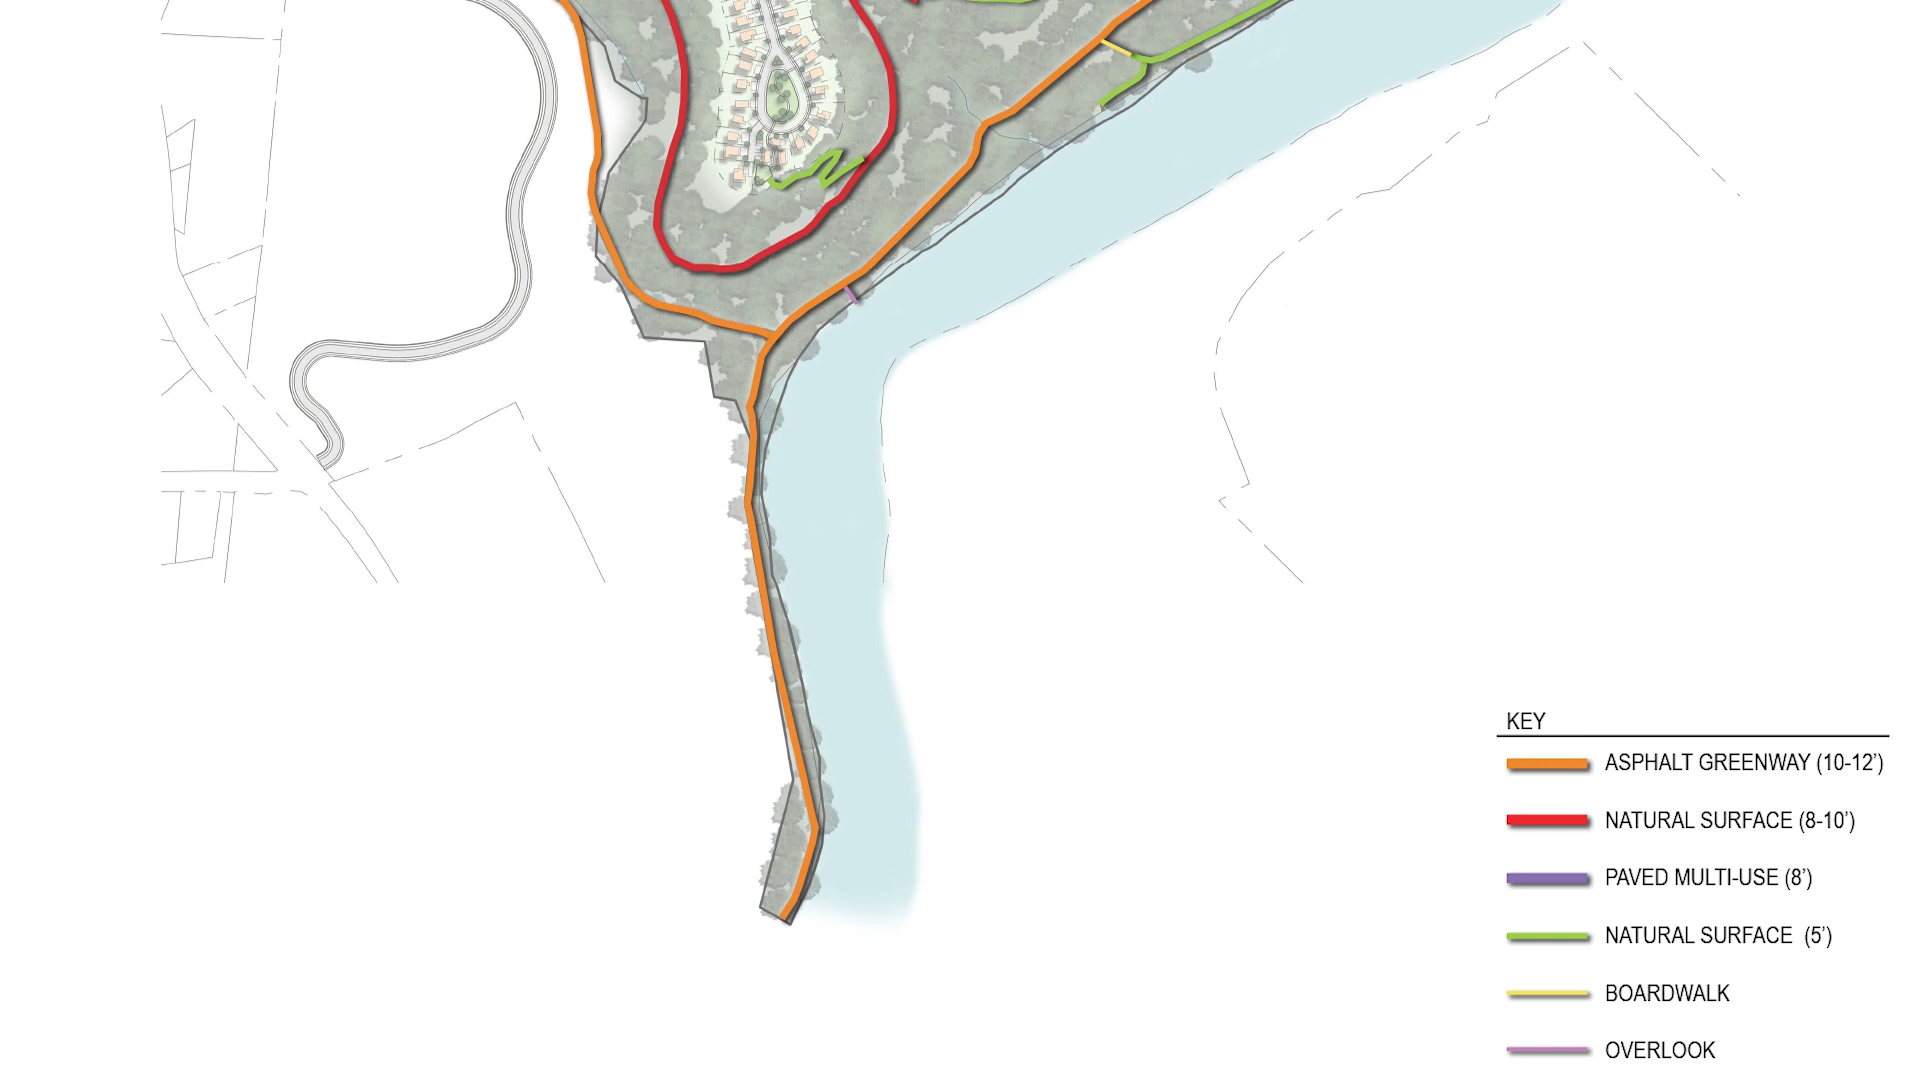 KEY
ASPHALT GREENWAY (10-12’)
NATURAL SURFACE (8-10’)
PAVED MULTI-USE (8’)
NATURAL SURFACE (5’)
BOARDWALK
OVERLOOK